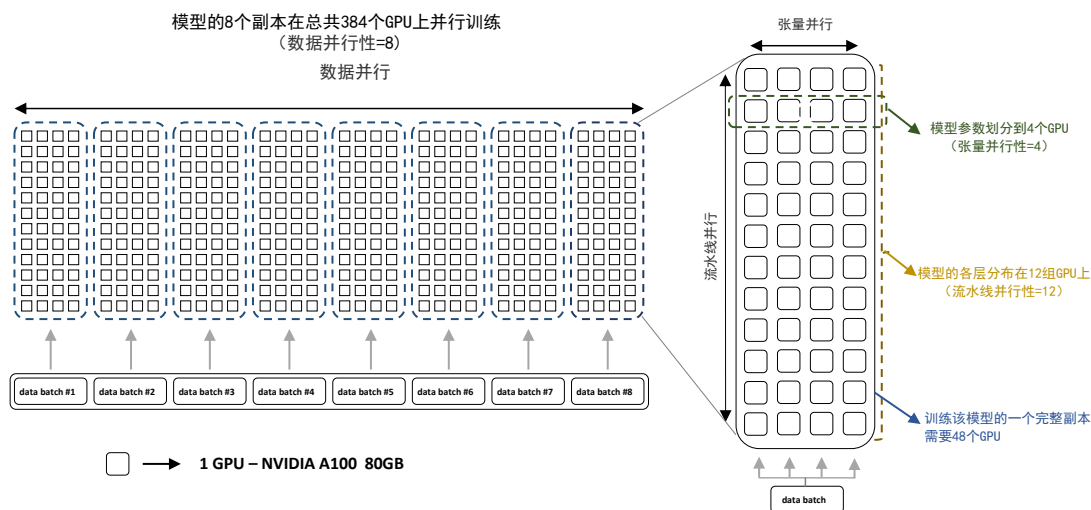 模型的8个副本在总共384个GPU上并行训练
（数据并行性=8）
数据并行
data batch #1
data batch #2
data batch #3
data batch #4
data batch #5
data batch #6
data batch #7
data batch #8
1 GPU – NVIDIA A100 80GB
张量并行
流水线并行
模型参数划分到4个GPU
（张量并行性=4）
模型的各层分布在12组GPU上
（流水线并行性=12）
训练该模型的一个完整副本
需要48个GPU
data batch